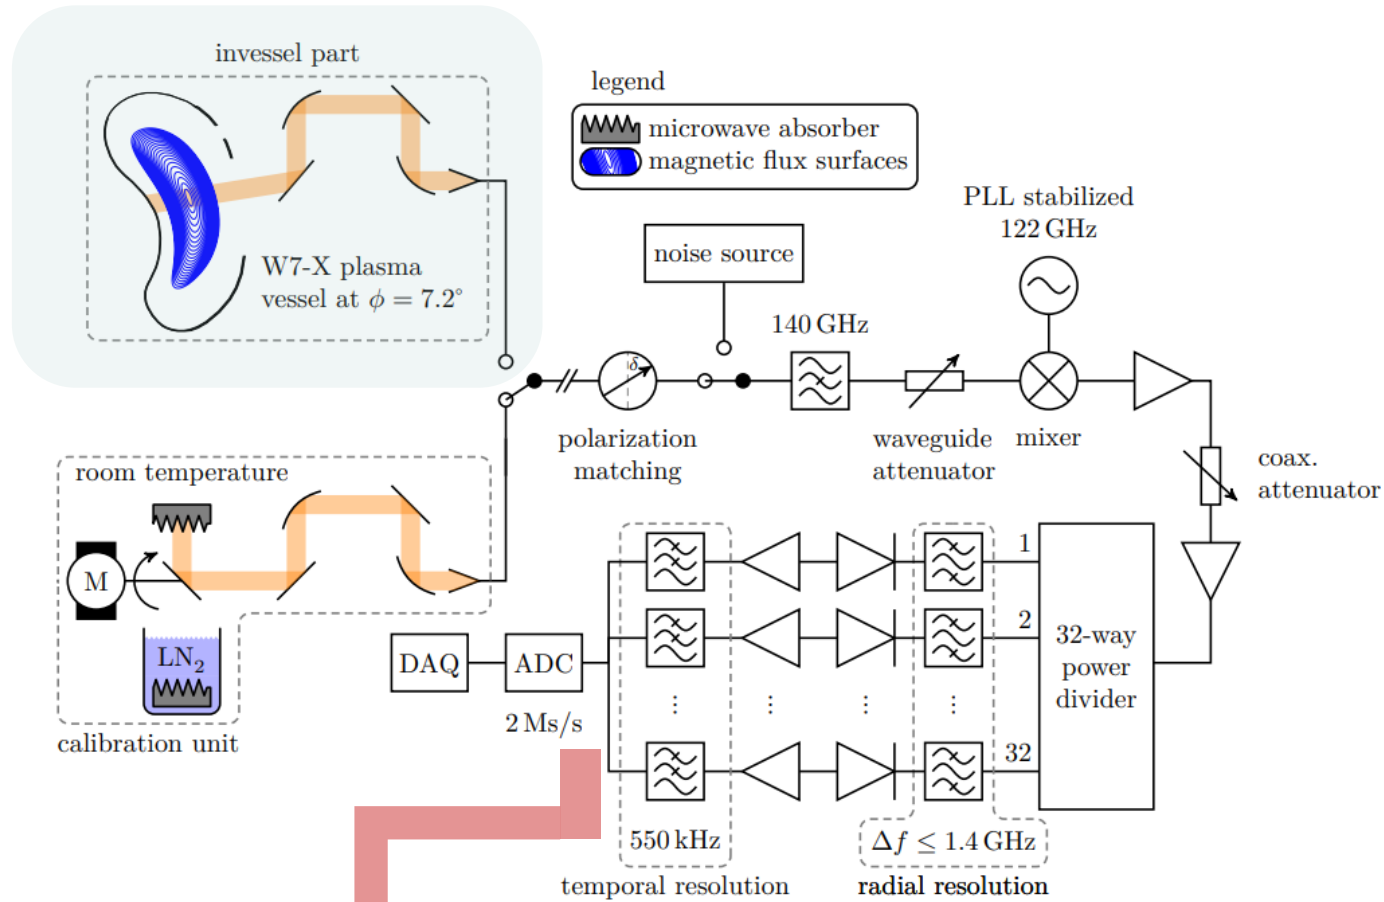 invessel part
W7-X plasma
vessel at ϕ = 7.2°
legend
microwave absorber
magnetic flux surfaces
noise source
PLL stabilized
122 GHz
140 GHz
δ
polarization
matching
waveguide
attenuator
mixer
coax.
attenuator
room temperature
M
LN₂
calibration unit
DAQ
ADC
2 Ms/s
1
2
32
⋮
⋮
⋮
⋮
32-way
power
divider
550 kHz
temporal resolution
Δf ≤ 1.4 GHz
radial resolution